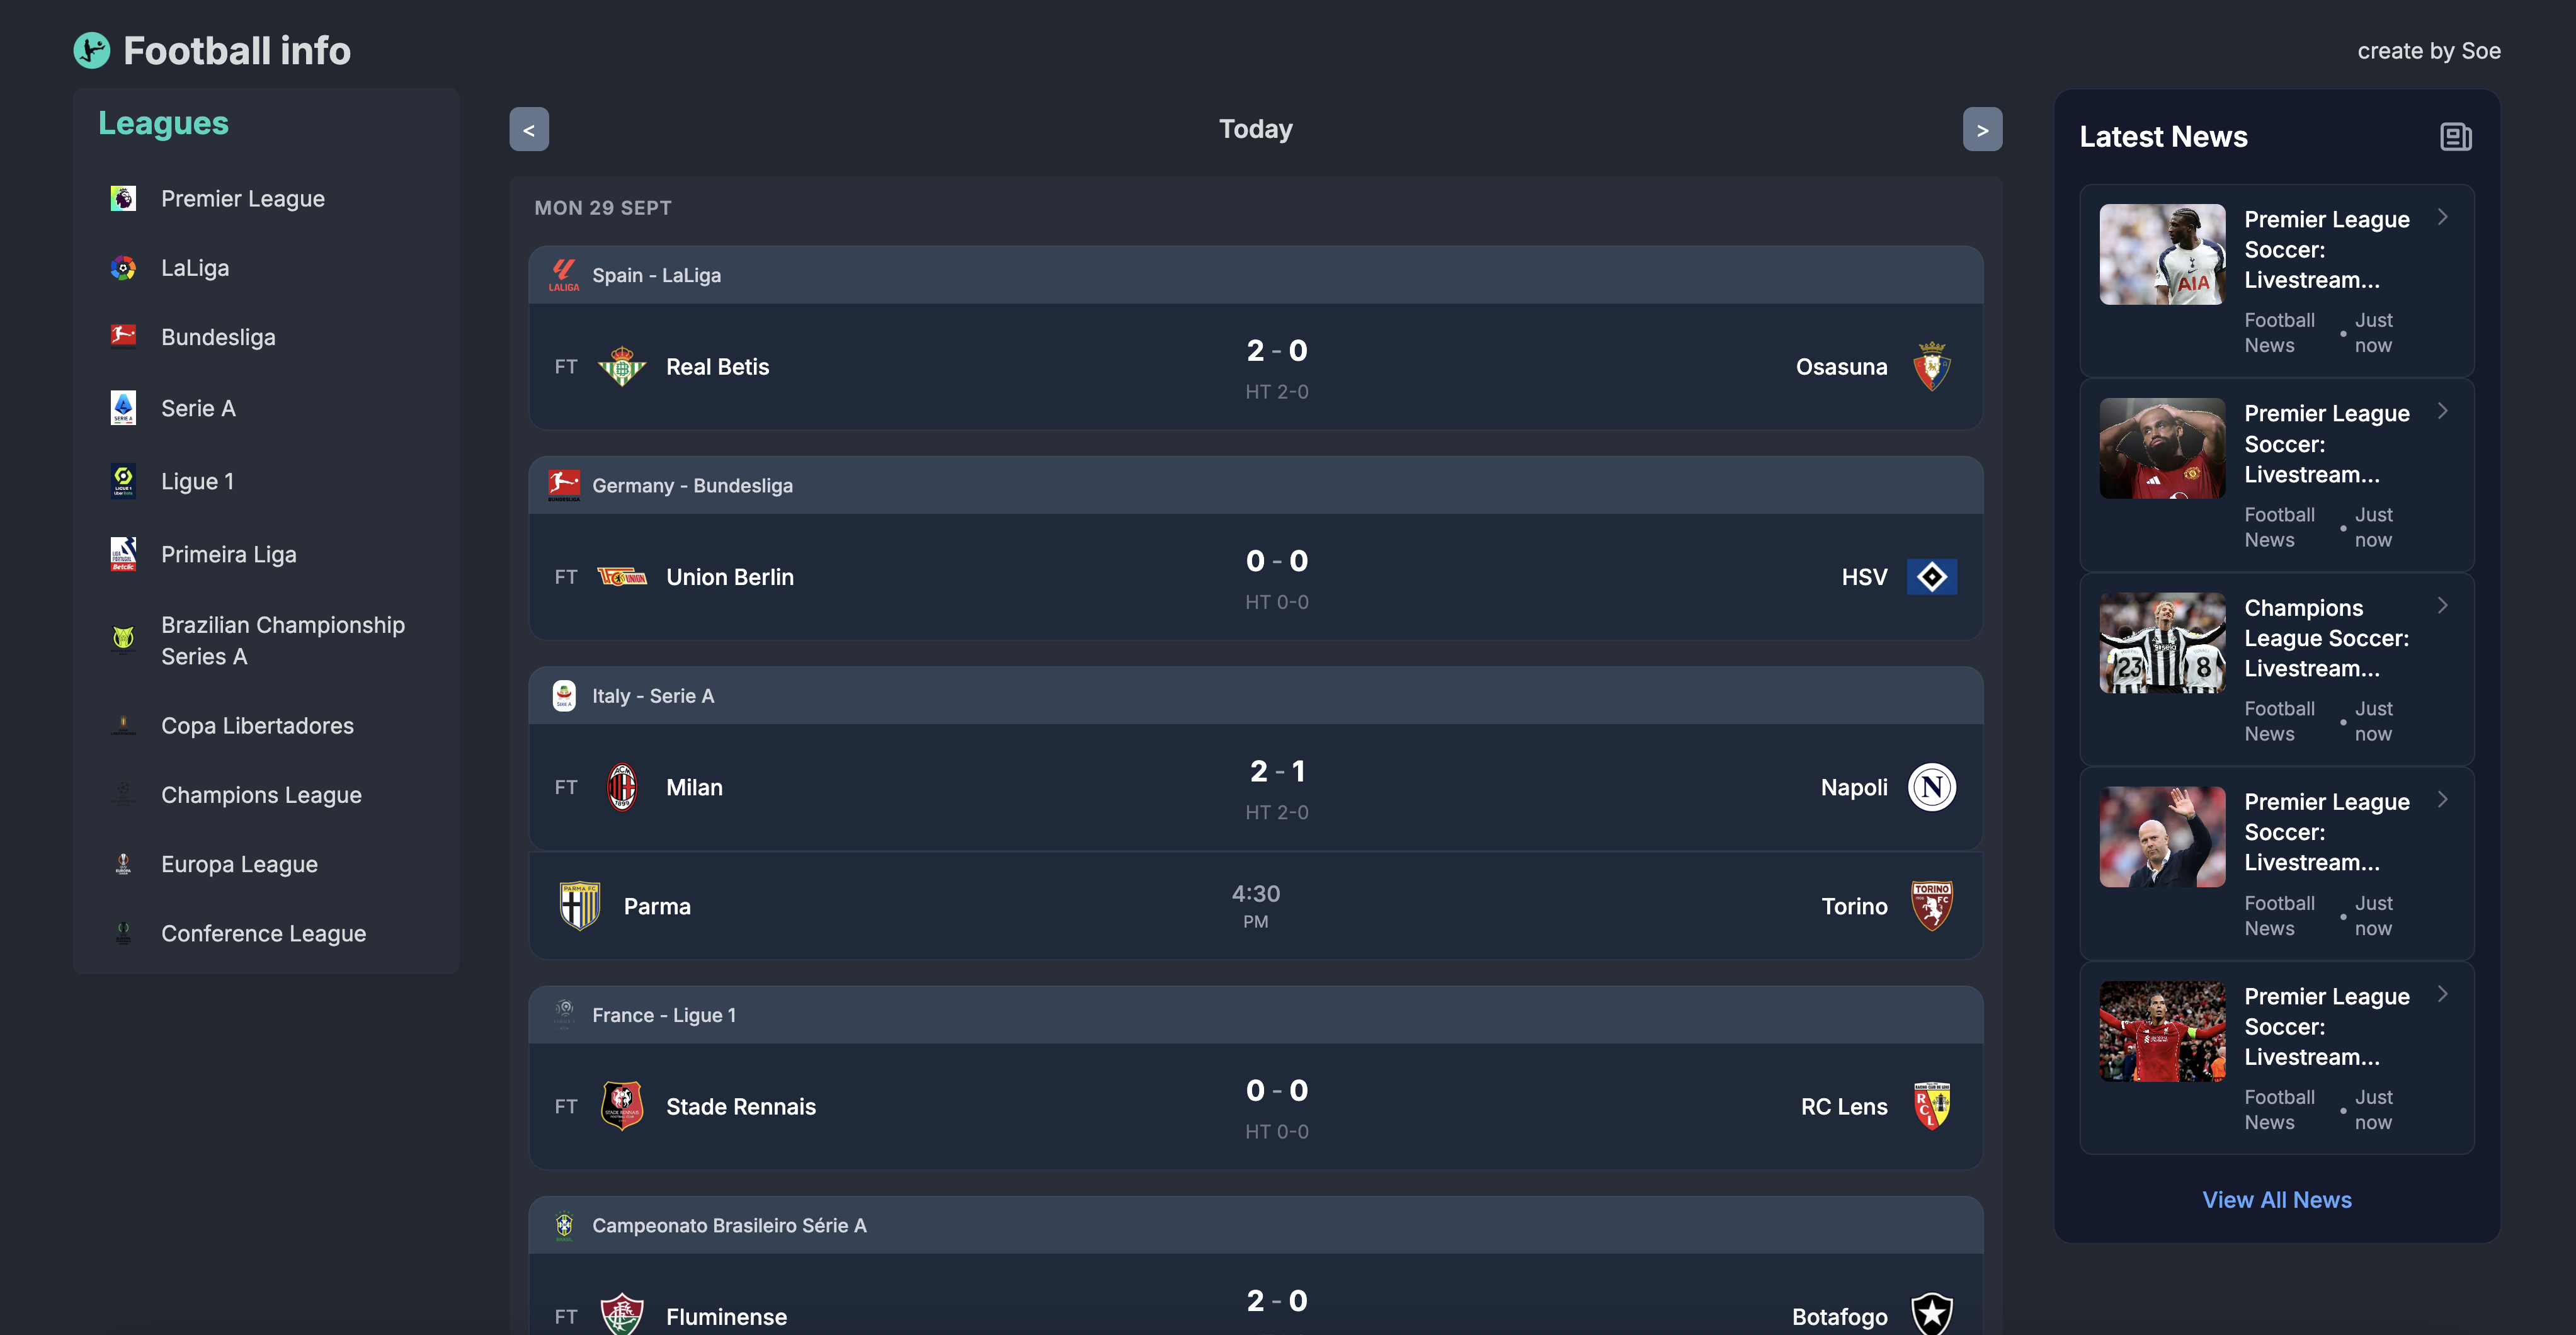 Football info
create by Soe
Leagues
Premier League
LaLiga
Bundesliga
Serie A
Ligue 1
Primeira Liga
Brazilian Championship
Series A
Copa Libertadores
Champions League
Europa League
Conference League
<
Today
>
MON 29 SEPT
LALIGA
Spain - LaLiga
FT
Real Betis
2 - 0
HT 2-0
Osasuna
Germany - Bundesliga
FT
Union Berlin
0 - 0
HT 0-0
HSV
Italy - Serie A
FT
Milan
2 - 1
HT 2-0
Napoli
Parma
4:30
PM
Torino
France - Ligue 1
FT
Stade Rennais
0 - 0
HT 0-0
RC Lens
Campeonato Brasileiro Série A
FT
Fluminense
2 - 0
Botafogo
Latest News
AIA
Premier League
Soccer:
Livestream...
Football
News
• Just
now
Premier League
Soccer:
Livestream...
Football
News
• Just
now
23
8
Champions
League Soccer:
Livestream...
Football
News
• Just
now
Premier League
Soccer:
Livestream...
Football
News
• Just
now
Premier League
Soccer:
Livestream...
Football
News
• Just
now
View All News